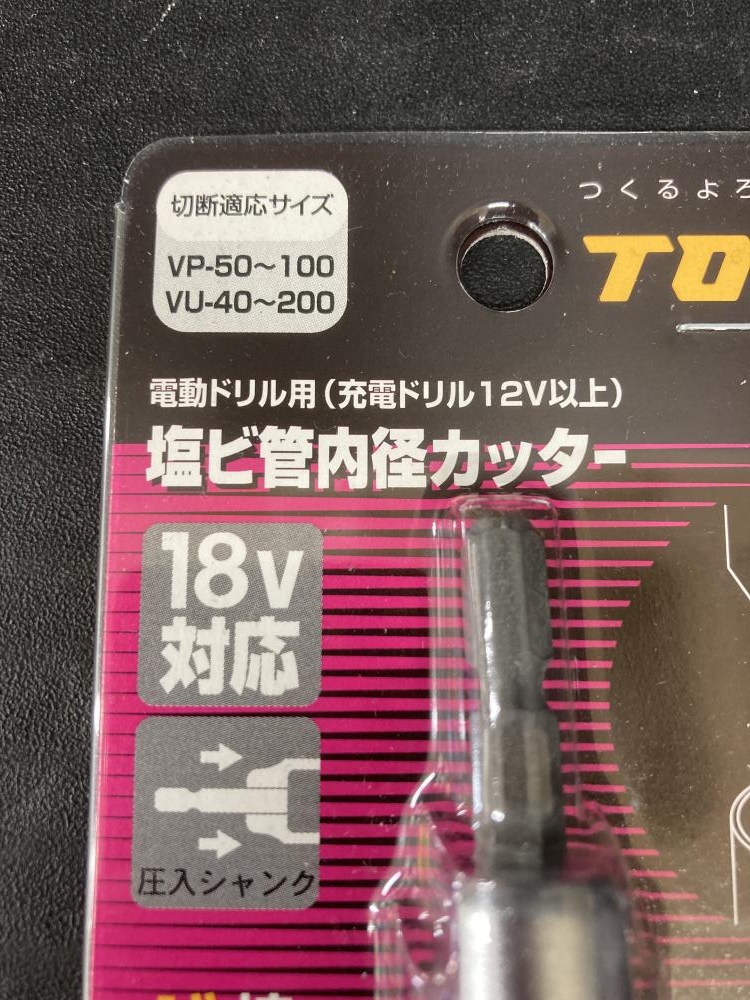 切断適応サイズ
VP-50～100
VU-40～200
つくるよろ
TO
電動ドリル用（充電ドリル12V以上）
塩ビ管内径カッター
18V
対応
圧入シャンク